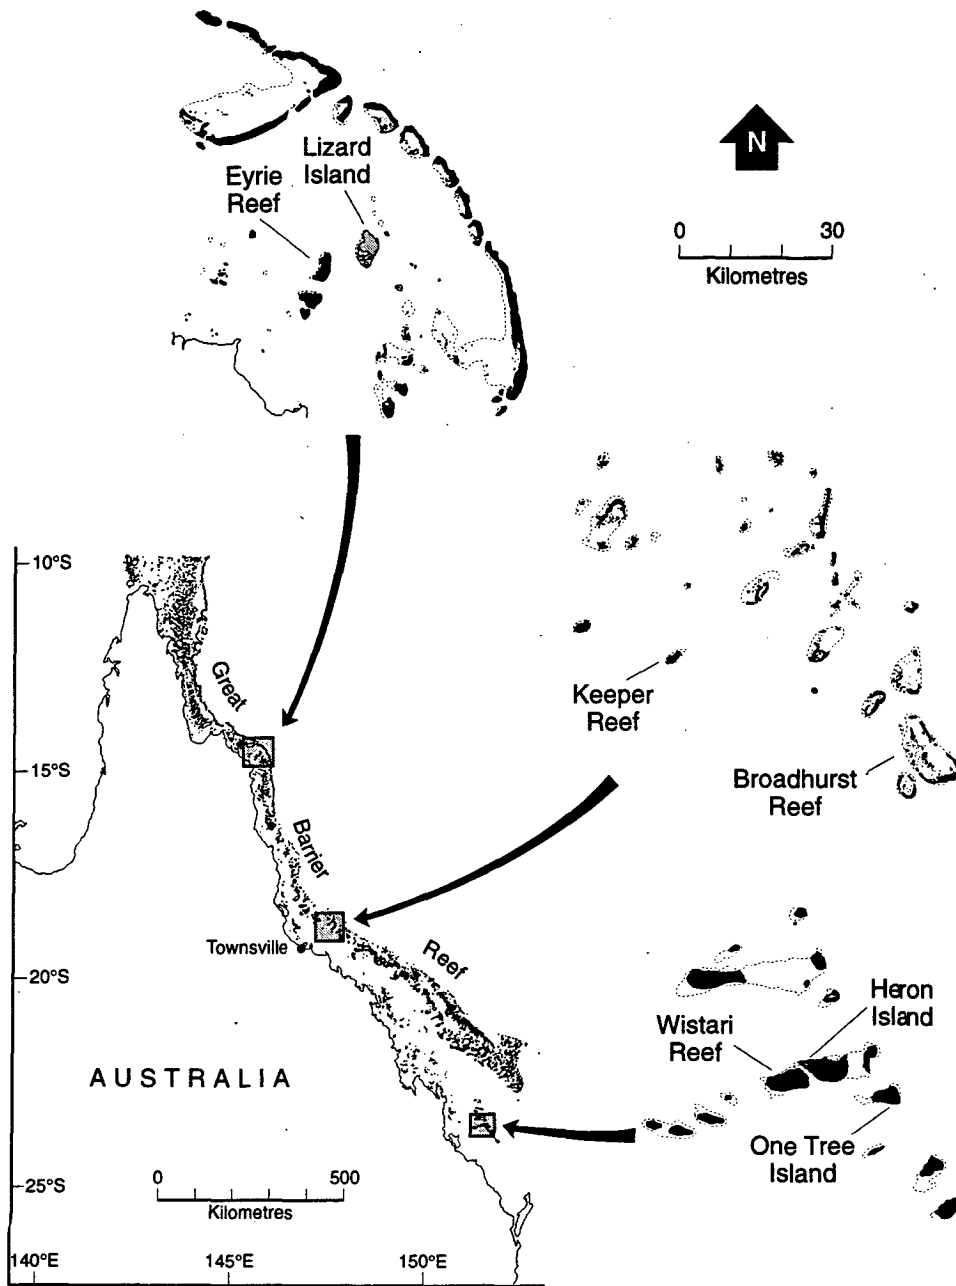 Lizard
Island
Eyrie
Reef
N
0 30
Kilometres
Keeper
Reef
Broadhurst
Reef
10°S
Great
15°S
Barrier
Townsville
Reef
20°S
Heron
Island
Wistari
Reef
AUSTRALIA
One Tree
Island
0 500
Kilometres
25°S
140°E 145°E 150°E